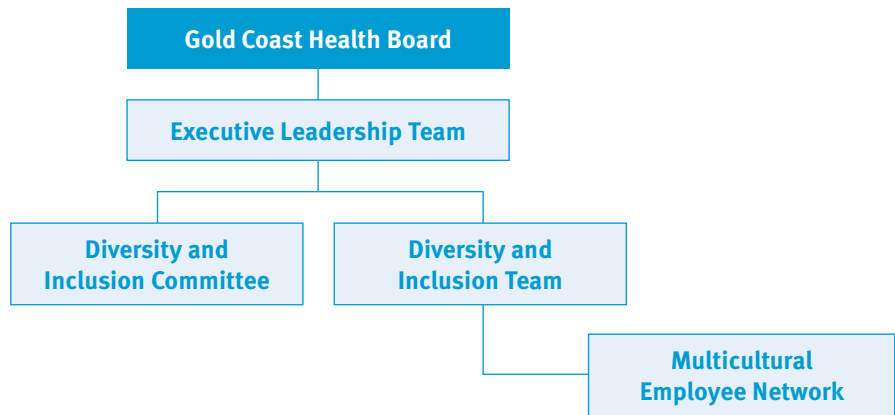 Gold Coast Health Board
Executive Leadership Team
Diversity and
Inclusion Committee
Diversity and
Inclusion Team
Multicultural
Employee Network